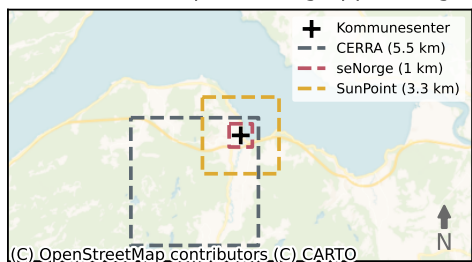 Kommunesenter
CERRA (5.5 km)
seNorge (1 km)
SunPoint (3.3 km)
N
(C) OpenStreetMap contributors (C) CARTO